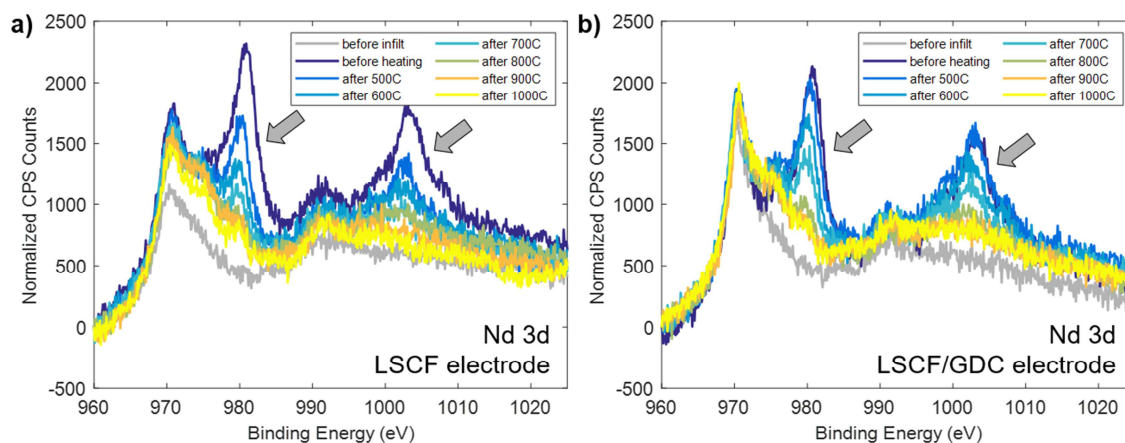 a)
2500
2000
1500
1000
500
0
-500
Normalized CPS Counts
before infilt
before heating
after 500C
after 600C
after 700C
after 800C
after 900C
after 1000C
Nd 3d
LSCF electrode
960 970 980 990 1000 1010 1020
Binding Energy (eV)
b)
2500
2000
1500
1000
500
0
-500
Normalized CPS Counts
before infilt
before heating
after 500C
after 600C
after 700C
after 800C
after 900C
after 1000C
Nd 3d
LSCF/GDC electrode
960 970 980 990 1000 1010 1020
Binding Energy (eV)